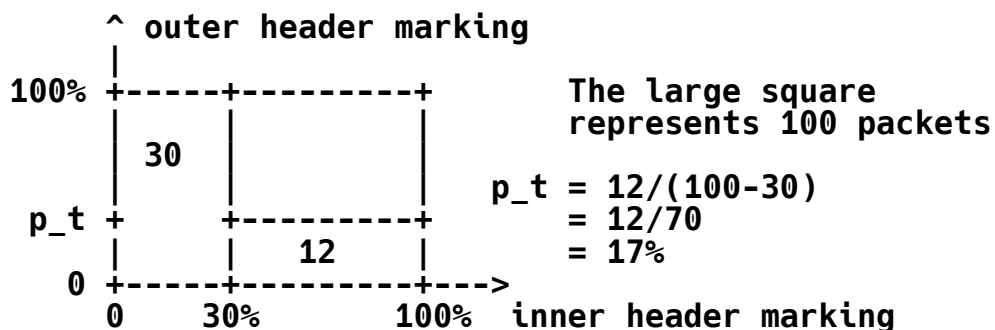 ^ outer header marking
|
100% +-----+---------+ The large square
| | | represents 100 packets
| 30 | |
| | | p_t = 12/(100-30)
p_t + +---------+ = 12/70
| | 12 | = 17%
0 +-----+---------+--->
0 30% 100% inner header marking